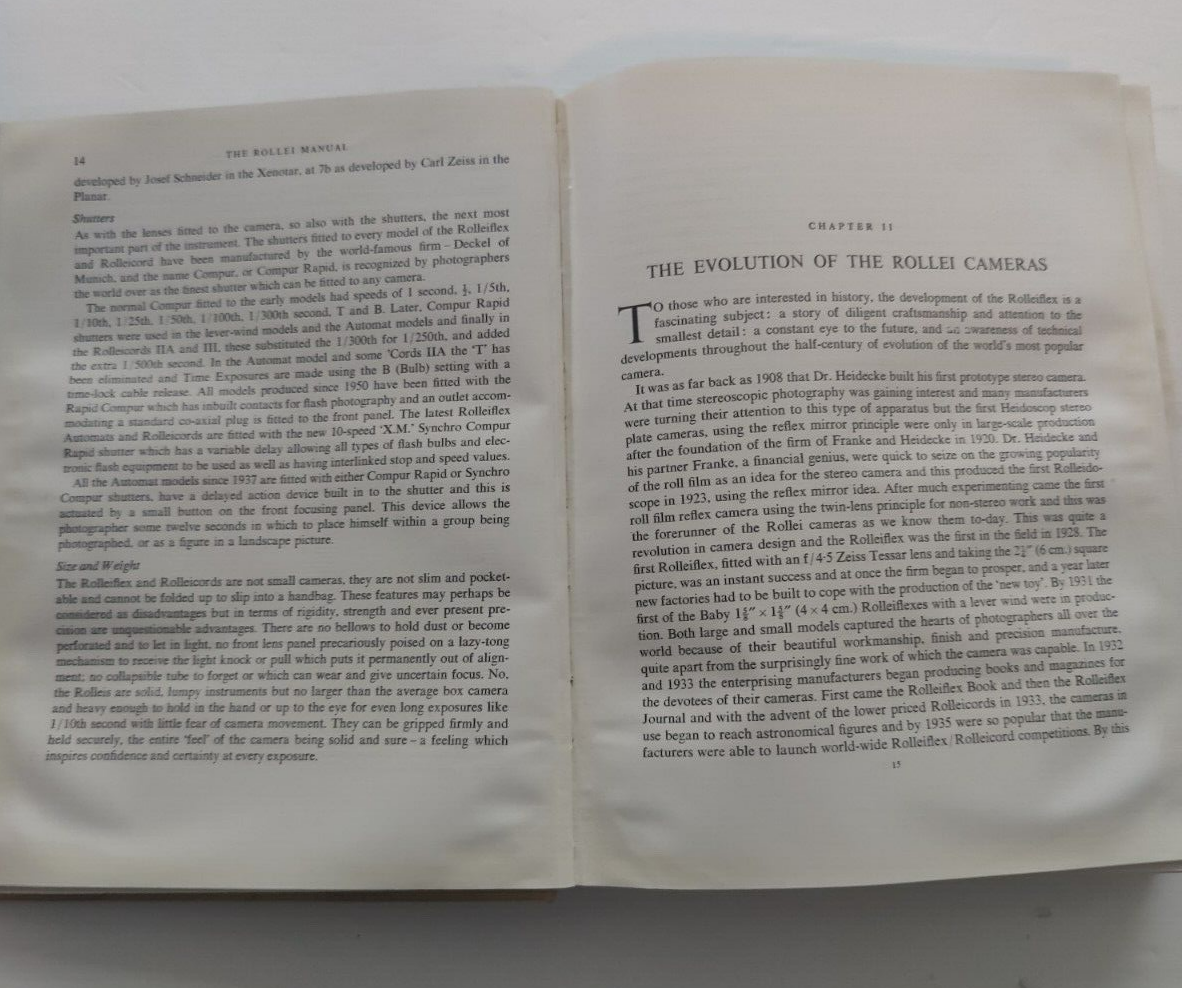 14
THE ROLLEI MANUAL
developed by Josef Schneider in the Xenotar, at 7b as developed by Carl Zeiss in the
Planar.
Shutters
As with the lenses fitted to the camera, so also with the shutters, the next most
important part of the instrument. The shutters fitted to every model of the Rolleiflex
and Rolleicord have been manufactured by the world-famous firm – Deckel of
Munich, and the name Compur, or Compur Rapid, is recognized by photographers
the world over as the finest shutter which can be fitted to any camera.
The normal Compur fitted to the early models had speeds of 1 second, ½, 1/5th,
1/10th, 1/25th, 1/50th, 1/100th, 1/300th second, T and B. Later, Compur Rapid
shutters were used in the lever-wind models and the Automat models and finally in
the Rolleicords IIA and III, these substituted the 1/300th for 1/250th, and added
the extra 1/500th second. In the Automat model and some 'Cords IIA the 'T' has
been eliminated and Time Exposures are made using the B (Bulb) setting with a
time-lock cable release. All models produced since 1950 have been fitted with the
Rapid Compur which has inbuilt contacts for flash photography and an outlet accom-
modating a standard co-axial plug is fitted to the front panel. The latest Rolleiflex
Automats and Rolleicords are fitted with the new 10-speed 'X.M.' Synchro Compur
Rapid shutter which has a variable delay allowing all types of flash bulbs and elec-
tronic flash equipment to be used as well as having interlinked stop and speed values.
All the Automat models since 1937 are fitted with either Compur Rapid or Synchro
Compur shutters, have a delayed action device built in to the shutter and this is
actuated by a small button on the front focusing panel. This device allows the
photographer some twelve seconds in which to place himself within a group being
photographed, or as a figure in a landscape picture.
Size and Weight
The Rolleiflex and Rolleicords are not small cameras, they are not slim and pocket-
able and cannot be folded up to slip into a handbag. These features may perhaps be
considered as disadvantages but in terms of rigidity, strength and ever present pre-
cision are unquestionable advantages. There are no bellows to hold dust or become
perforated and to let in light, no front lens panel precariously poised on a lazy-tong
mechanism to receive the light knock or pull which puts it permanently out of align-
ment; no collapsible tube to forget or which can wear and give uncertain focus. No,
the Rolleis are solid, lumpy instruments but no larger than the average box camera
and heavy enough to hold in the hand or up to the eye for even long exposures like
1/10th second with little fear of camera movement. They can be gripped firmly and
held securely, the entire 'feel' of the camera being solid and sure – a feeling which
inspires confidence and certainty at every exposure.
CHAPTER II
THE EVOLUTION OF THE ROLLEI CAMERAS
TO those who are interested in history, the development of the Rolleiflex is a
fascinating subject: a story of diligent craftsmanship and attention to the
smallest detail: a constant eye to the future, and an awareness of technical
developments throughout the half-century of evolution of the world's most popular
camera.
It was as far back as 1908 that Dr. Heidecke built his first prototype stereo camera.
At that time stereoscopic photography was gaining interest and many manufacturers
were turning their attention to this type of apparatus but the first Heidoscop stereo
plate cameras, using the reflex mirror principle were only in large-scale production
after the foundation of the firm of Franke and Heidecke in 1920. Dr. Heidecke and
his partner Franke, a financial genius, were quick to seize on the growing popularity
of the roll film as an idea for the stereo camera and this produced the first Rolleido-
scope in 1923, using the reflex mirror idea. After much experimenting came the first
roll film reflex camera using the twin-lens principle for non-stereo work and this was
the forerunner of the Rollei cameras as we know them to-day. This was quite a
revolution in camera design and the Rolleiflex was the first in the field in 1928. The
first Rolleiflex, fitted with an f/4·5 Zeiss Tessar lens and taking the 2¼″ (6 cm.) square
picture, was an instant success and at once the firm began to prosper, and a year later
new factories had to be built to cope with the production of the 'new toy'. By 1931 the
first of the Baby 1⅝″ × 1⅝″ (4 × 4 cm.) Rolleiflexes with a lever wind were in produc-
tion. Both large and small models captured the hearts of photographers all over the
world because of their beautiful workmanship, finish and precision manufacture,
quite apart from the surprisingly fine work of which the camera was capable. In 1932
and 1933 the enterprising manufacturers began producing books and magazines for
the devotees of their cameras. First came the Rolleiflex Book and then the Rolleiflex
Journal and with the advent of the lower priced Rolleicords in 1933, the cameras in
use began to reach astronomical figures and by 1935 were so popular that the manu-
facturers were able to launch world-wide Rolleiflex/Rolleicord competitions. By this
15